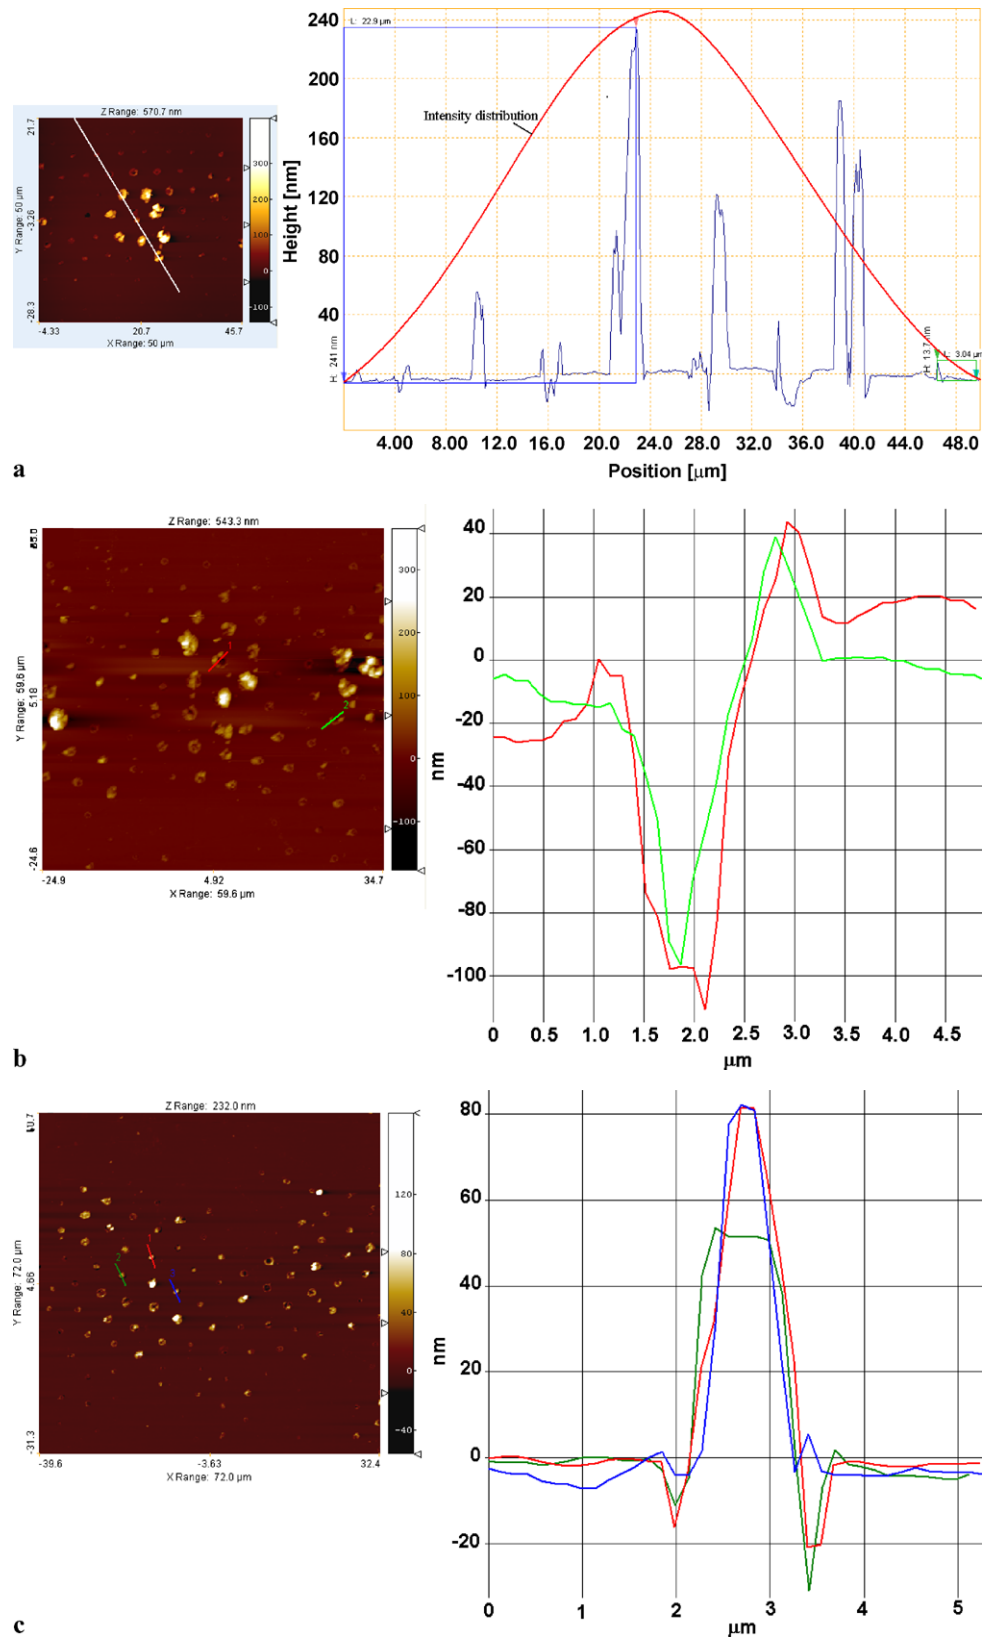 Z Range: 570.7 nm
21.7
Y Range: 50 µm
-3.26
-28.3
-4.33 20.7 45.7
X Range: 50 µm
300
200
100
0
-100
Height [nm]
240
200
160
120
80
40
L: 22.9 µm
Intensity distribution
H: 241 nm
H: 13.7 nm
L: 3.04 µm
4.00 8.00 12.0 16.0 20.0 24.0 28.0 32.0 36.0 40.0 44.0 48.0
Position [µm]
a
Z Range: 543.3 nm
Y Range: 59.6 µm
5.18
-24.6
1
2
-24.9 4.92 34.7
X Range: 59.6 µm
300
200
100
0
-100
nm
40
20
0
-20
-40
-60
-80
-100
0 0.5 1.0 1.5 2.0 2.5 3.0 3.5 4.0 4.5
µm
b
Z Range: 232.0 nm
Y Range: 72.0 µm
4.66
-31.3
1
2
-39.6 -3.63 32.4
X Range: 72.0 µm
120
80
40
0
-40
nm
80
60
40
20
0
-20
0 1 2 3 4 5
µm
c